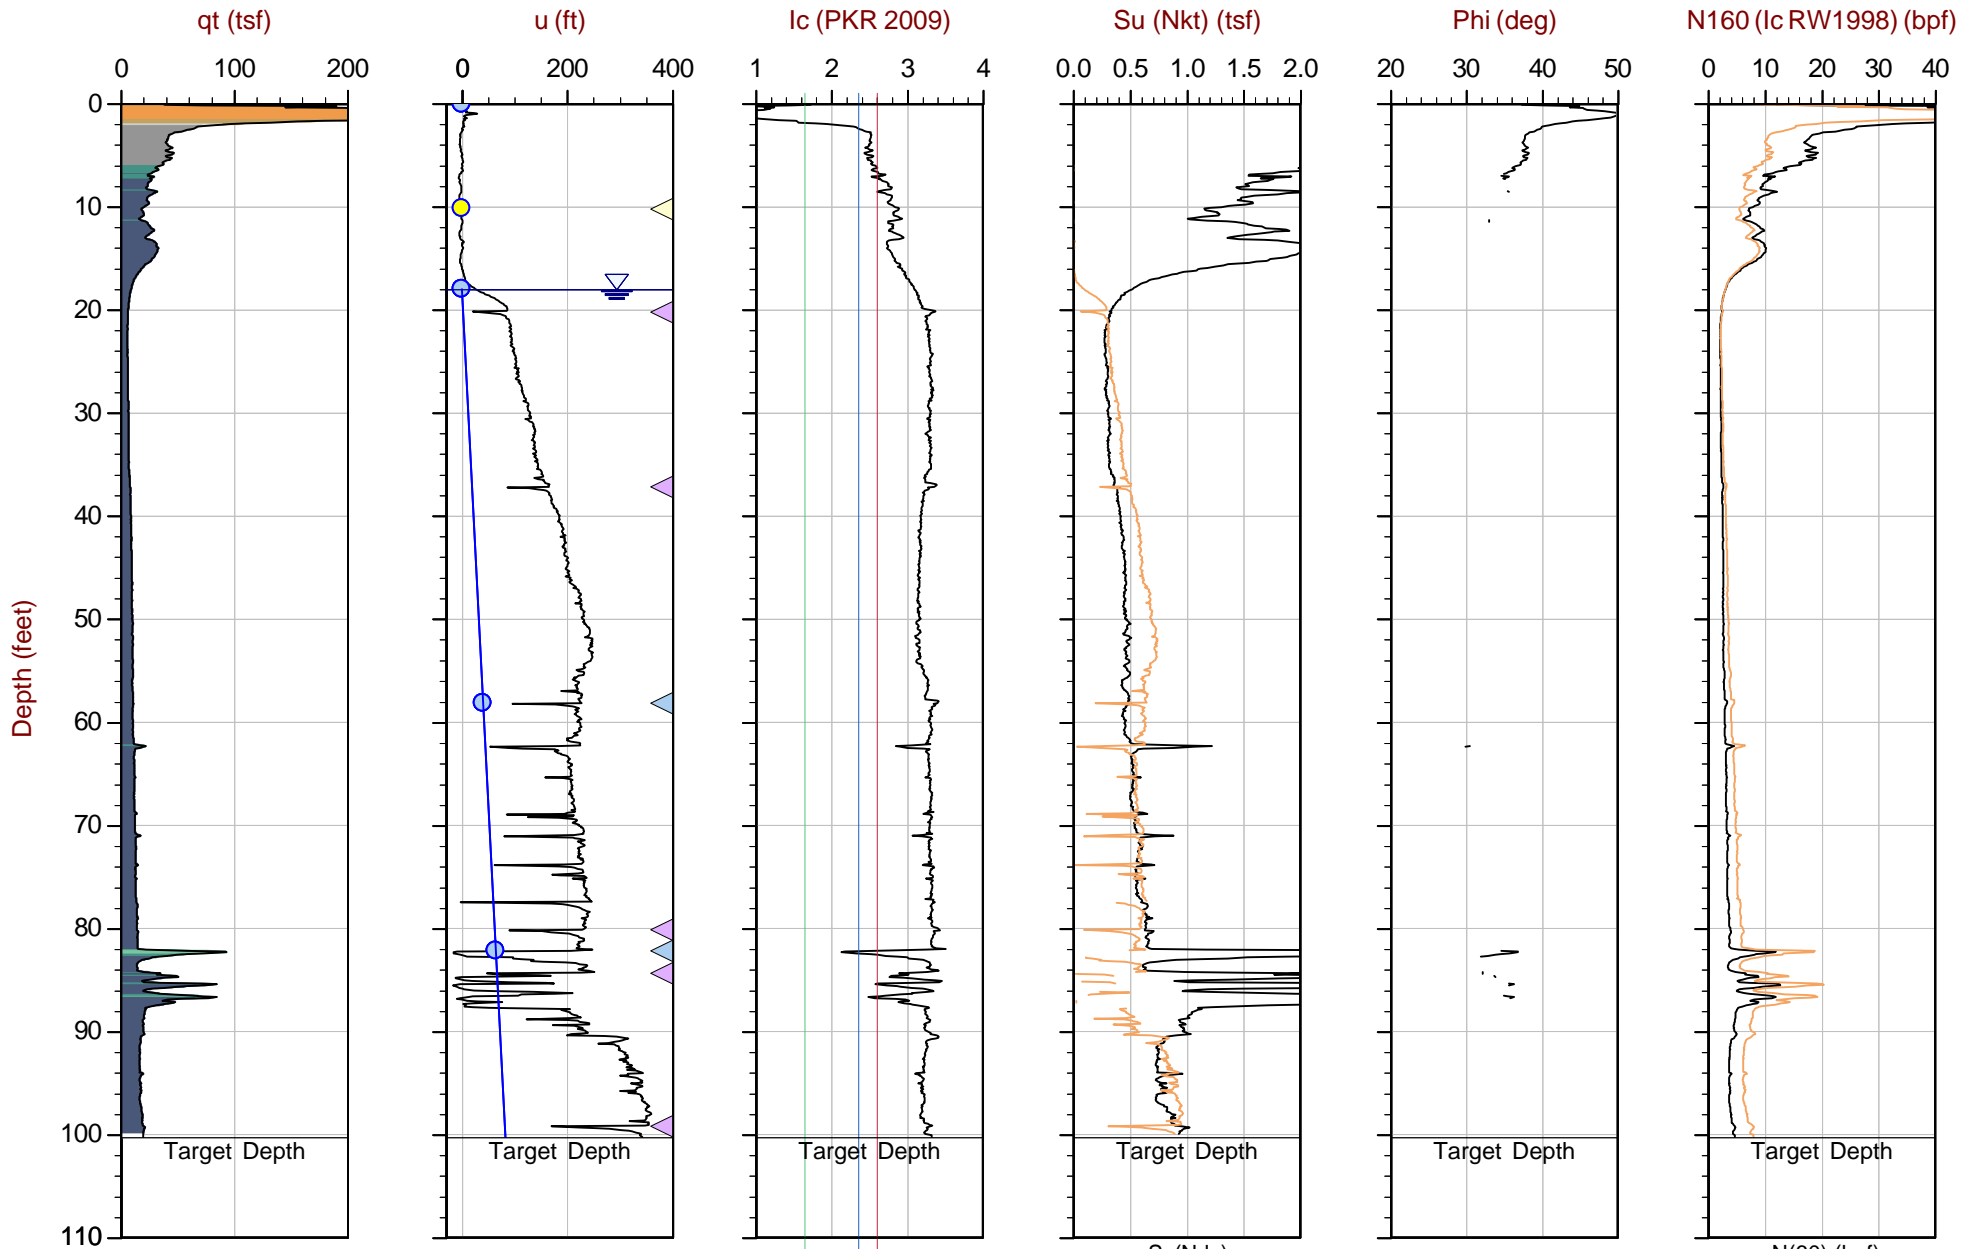 qt (tsf)
u (ft)
Ic (PKR 2009)
Su (Nkt) (tsf)
Phi (deg)
N160 (Ic RW1998) (bpf)
0 100 200
0 200 400
1 2 3 4
0.0 0.5 1.0 1.5 2.0
20 30 40 50
0 10 20 30 40
0
10
20
30
40
50
60
70
80
90
100
110
Depth (feet)
Target Depth
Target Depth
Target Depth
Target Depth
Target Depth
Target Depth